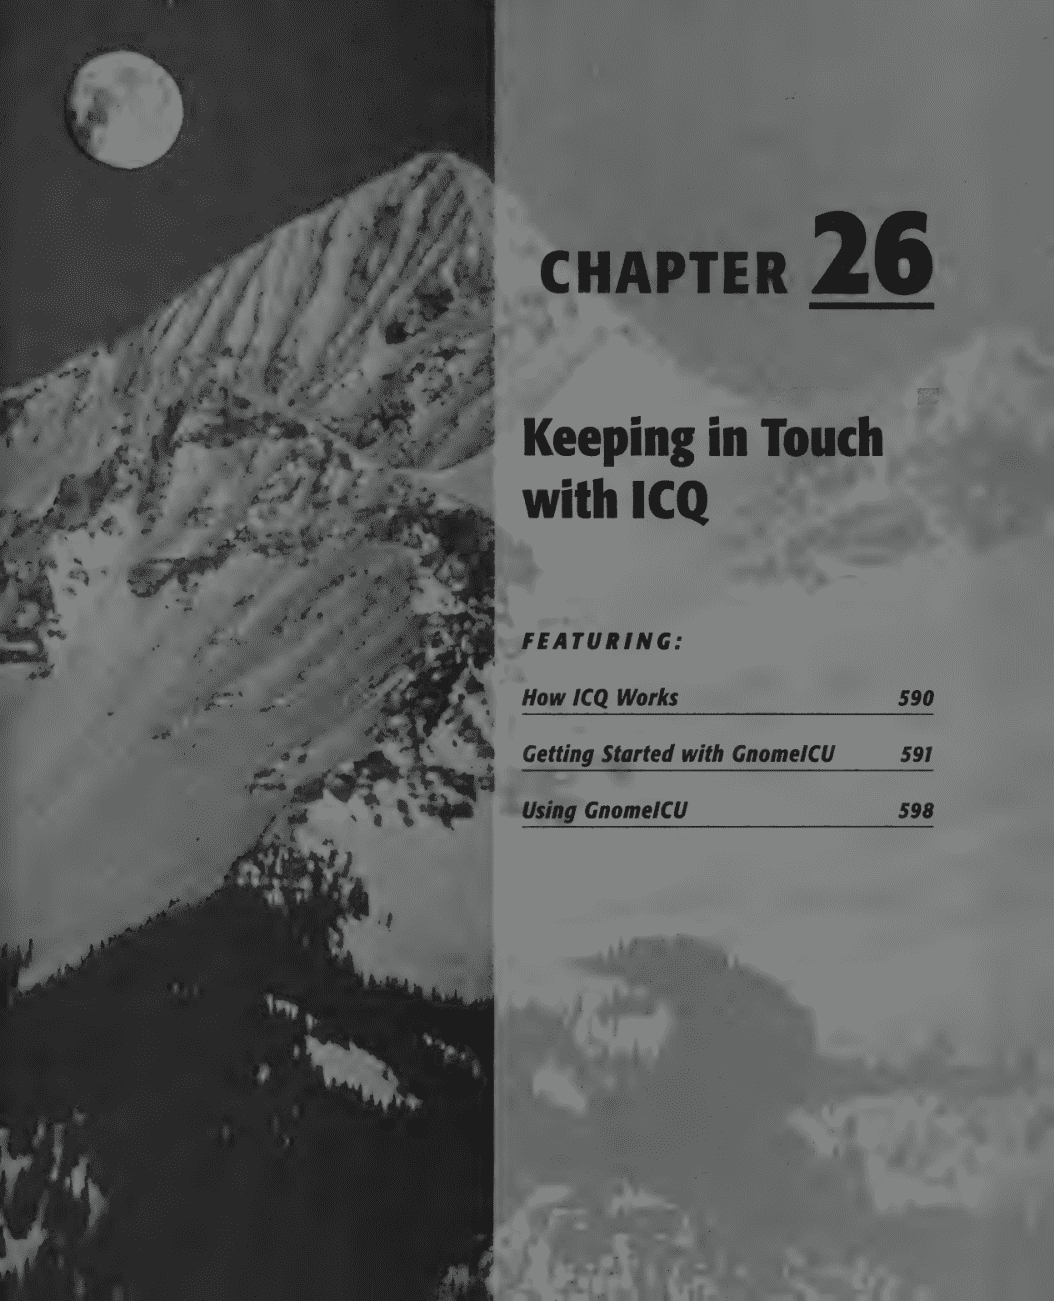 CHAPTER 26
Keeping in Touch
with ICQ
FEATURING:
How ICQ Works 590
Getting Started with GnomeICU 591
Using GnomeICU 598